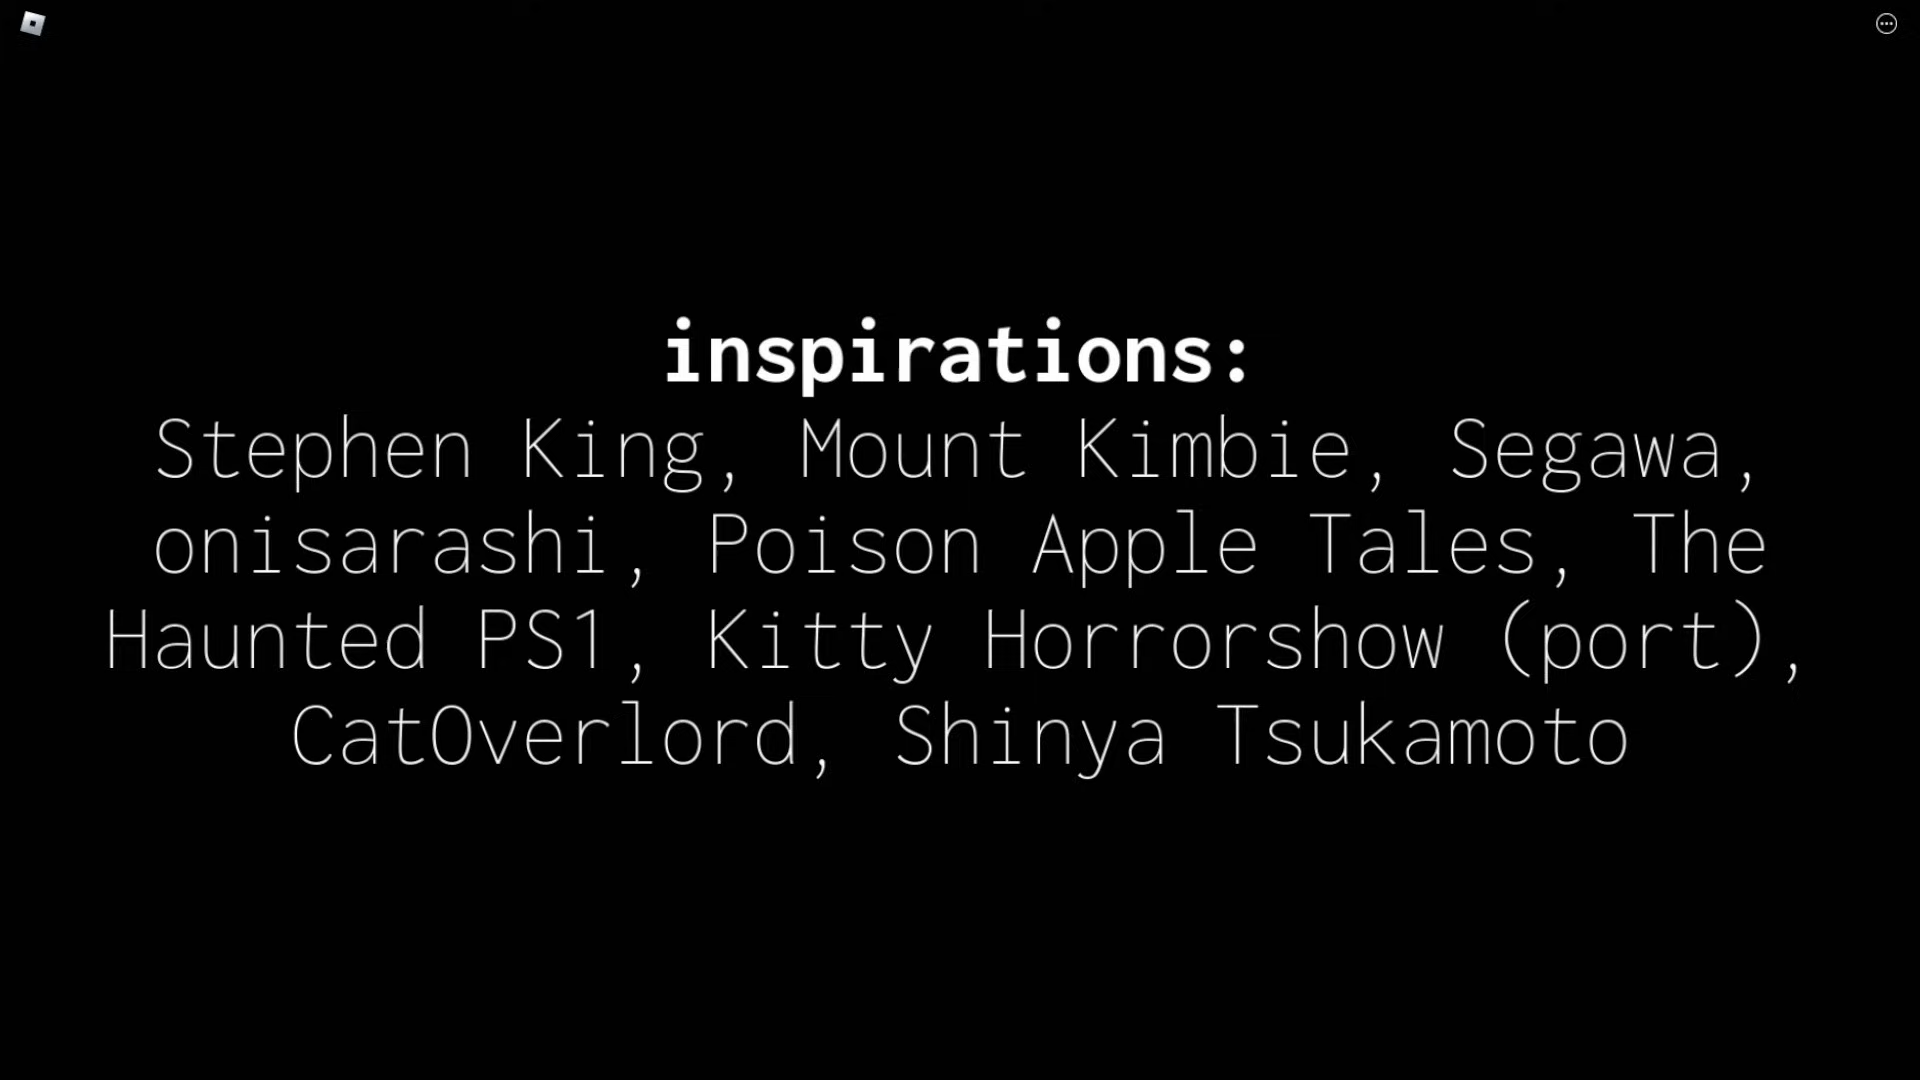 inspirations:
Stephen King, Mount Kimbie, Segawa,
onisarashi, Poison Apple Tales, The
Haunted PS1, Kitty Horrorshow (port),
CatOverlord, Shinya Tsukamoto